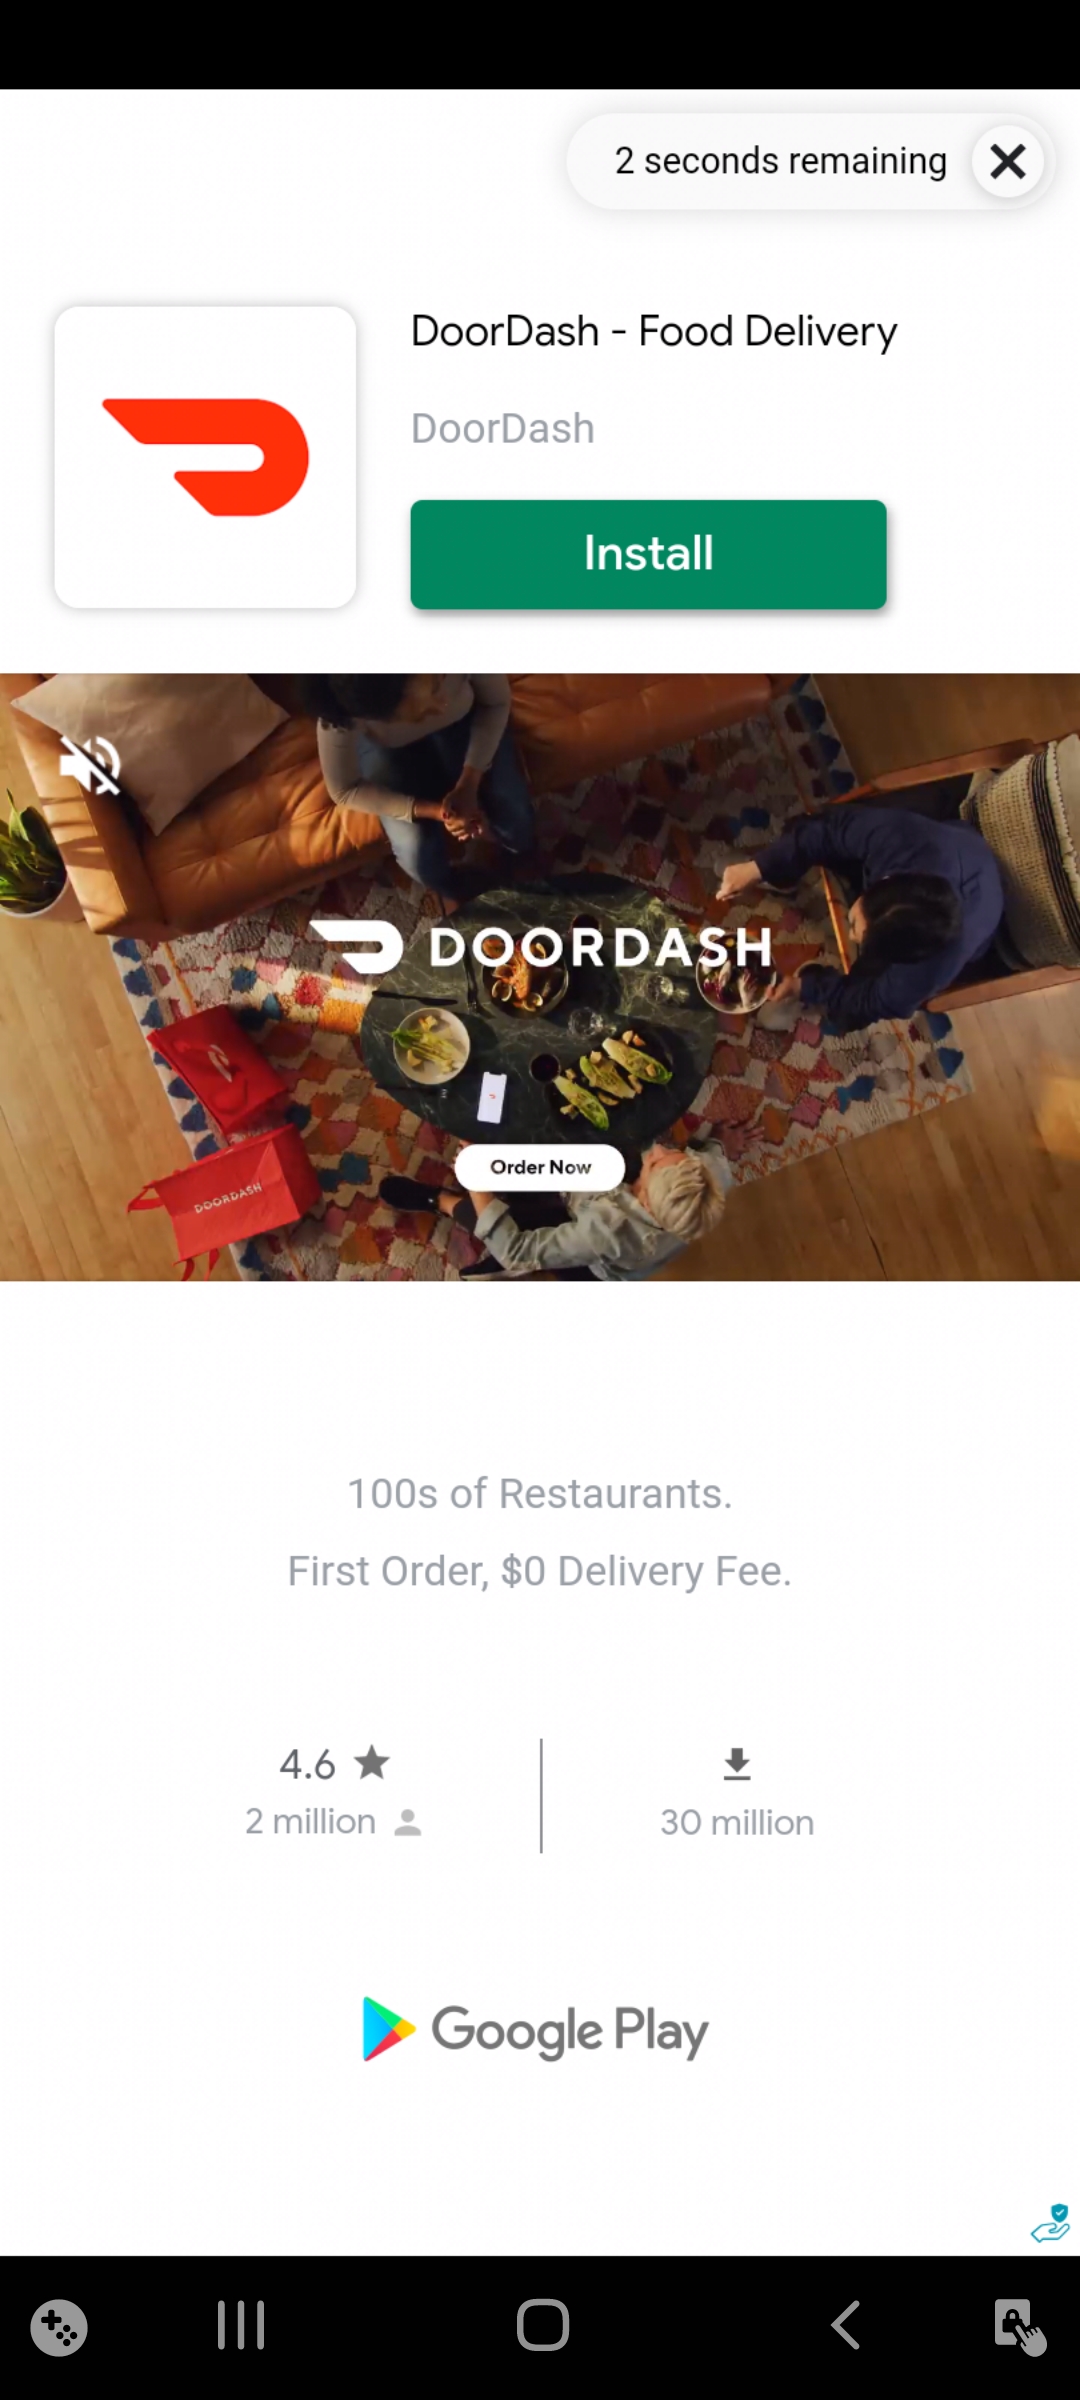 2 seconds remaining
DoorDash - Food Delivery
DoorDash
Install
DOORDASH
DOORDASH
Order Now
100s of Restaurants.
First Order, $0 Delivery Fee.
4.6
2 million
30 million
Google Play